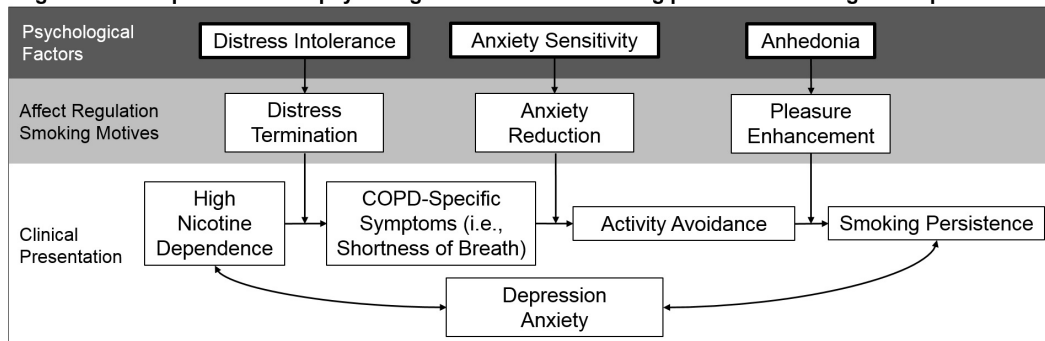 Psychological
Factors
Distress Intolerance
Anxiety Sensitivity
Anhedonia
Affect Regulation
Smoking Motives
Distress
Termination
Anxiety
Reduction
Pleasure
Enhancement
Clinical
Presentation
High
Nicotine
Dependence
COPD-Specific
Symptoms (i.e.,
Shortness of Breath)
Activity Avoidance
Smoking Persistence
Depression
Anxiety